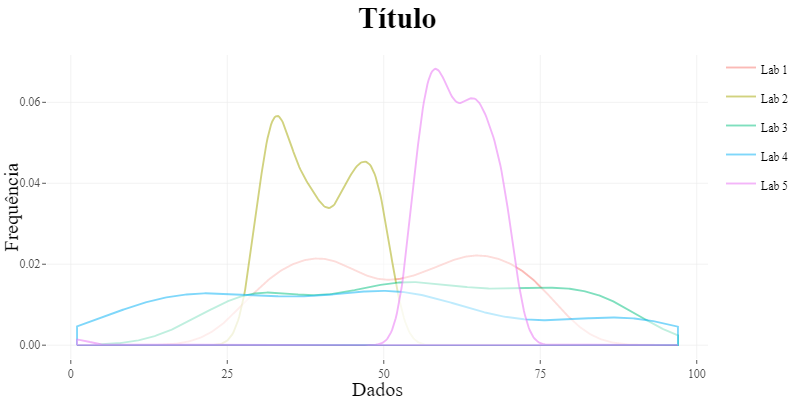 Título
Lab 1
Lab 2
Lab 3
Lab 4
Lab 5
Frequência
0.06
0.04
0.02
0.00
0
25
50
75
100
Dados